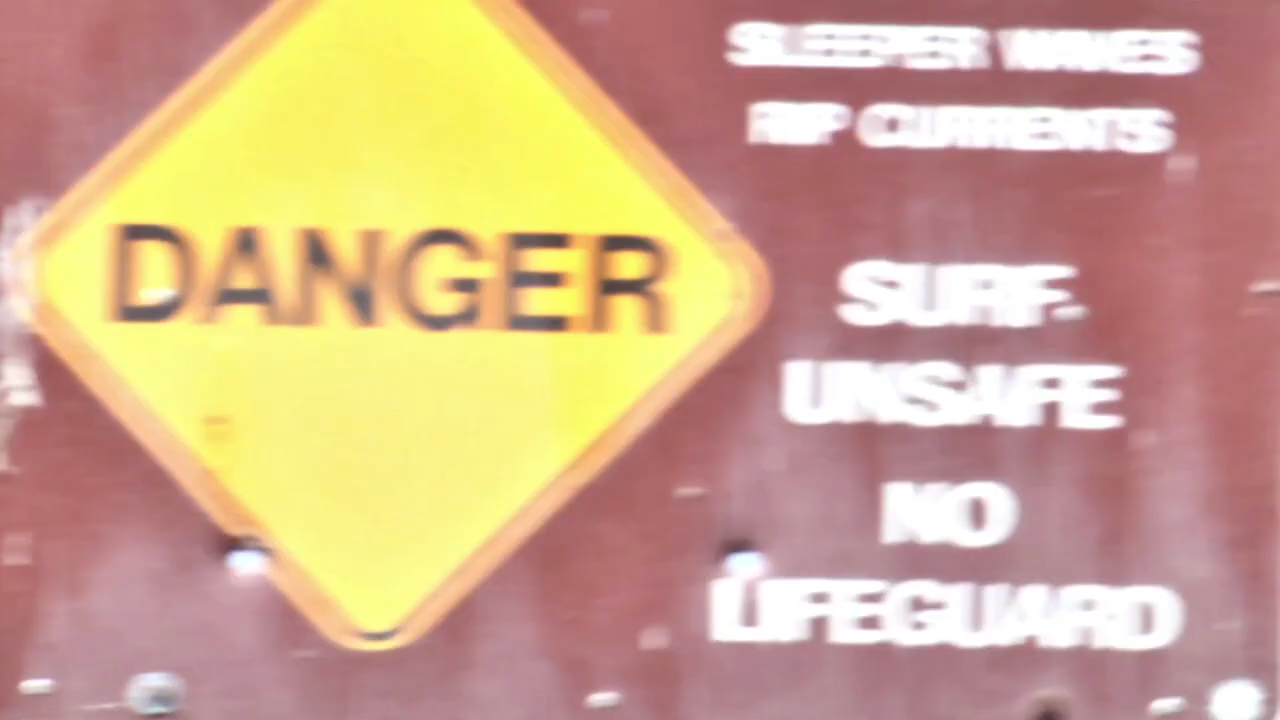 DANGER
SLEEPER WAVES
RIP CURRENTS
SURF
UNSAFE
NO
LIFEGUARD